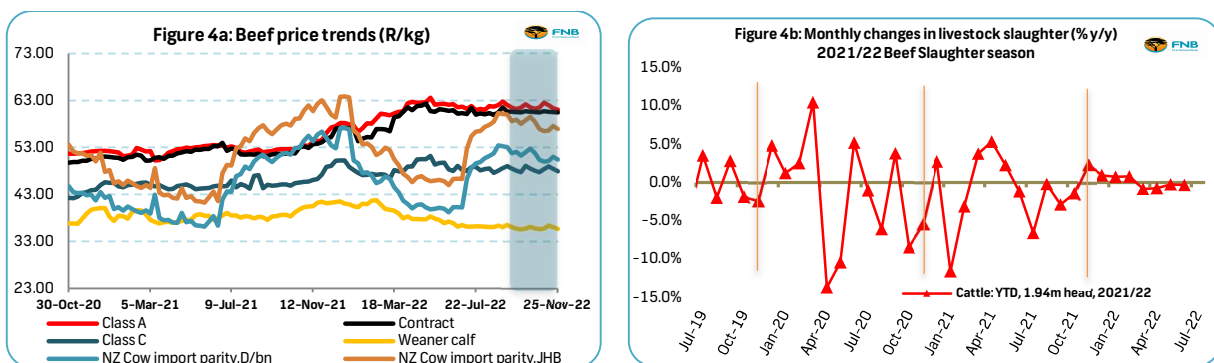 Figure 4a: Beef price trends (R/kg)
FNB
73.00
63.00
53.00
43.00
33.00
23.00
30-Oct-20 5-Mar-21 9-Jul-21 12-Nov-21 18-Mar-22 22-Jul-22 25-Nov-22
Class A Contract
Class C Weaner calf
NZ Cow import parity,D/bn NZ Cow import parity,JHB
Figure 4b: Monthly changes in livestock slaughter (% y/y)
2021/22 Beef Slaughter season
FNB
15.0%
10.0%
5.0%
0.0%
-5.0%
-10.0%
-15.0%
Cattle: YTD, 1.94m head, 2021/22
Jul-19 Oct-19 Jan-20 Apr-20 Jul-20 Oct-20 Jan-21 Apr-21 Jul-21 Oct-21 Jan-22 Apr-22 Jul-22